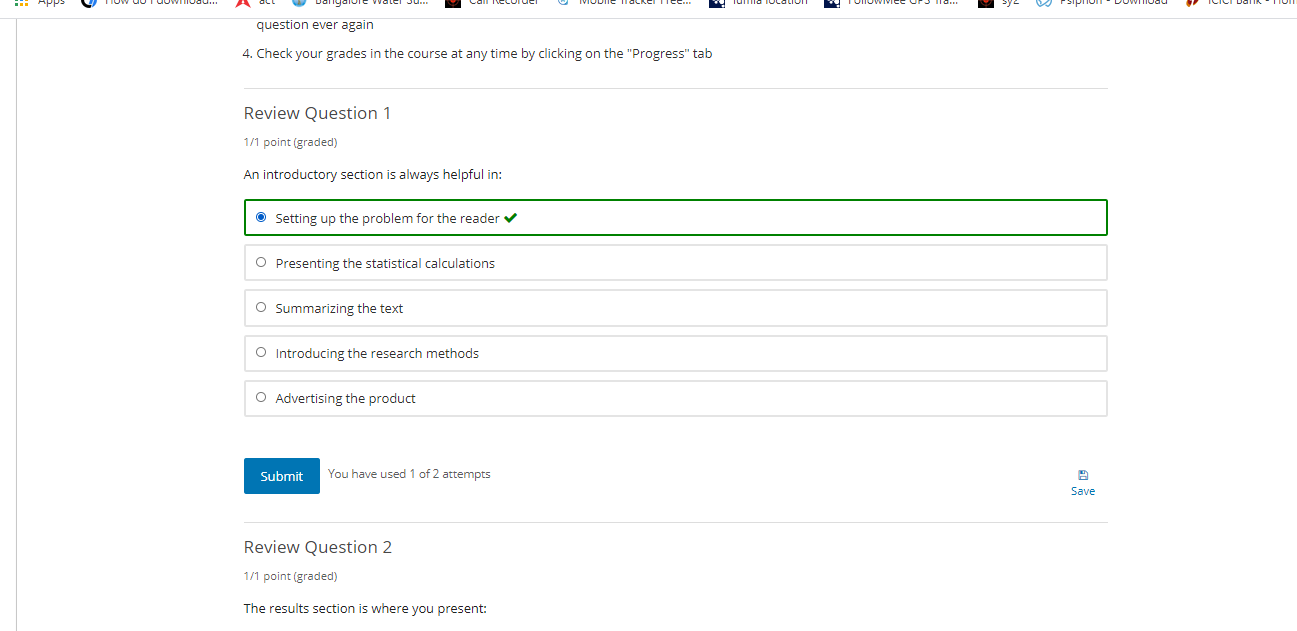 Apps How do I download... act Bangalore Water Su... Call Recorder Mobile Tracker Free... location FollowMee GPS Tra... sy2 Psiphon - Download ICICI Bank - Hom
question ever again
4. Check your grades in the course at any time by clicking on the "Progress" tab
Review Question 1
1/1 point (graded)
An introductory section is always helpful in:
Setting up the problem for the reader
Presenting the statistical calculations
Summarizing the text
Introducing the research methods
Advertising the product
Submit You have used 1 of 2 attempts
Save
Review Question 2
1/1 point (graded)
The results section is where you present: